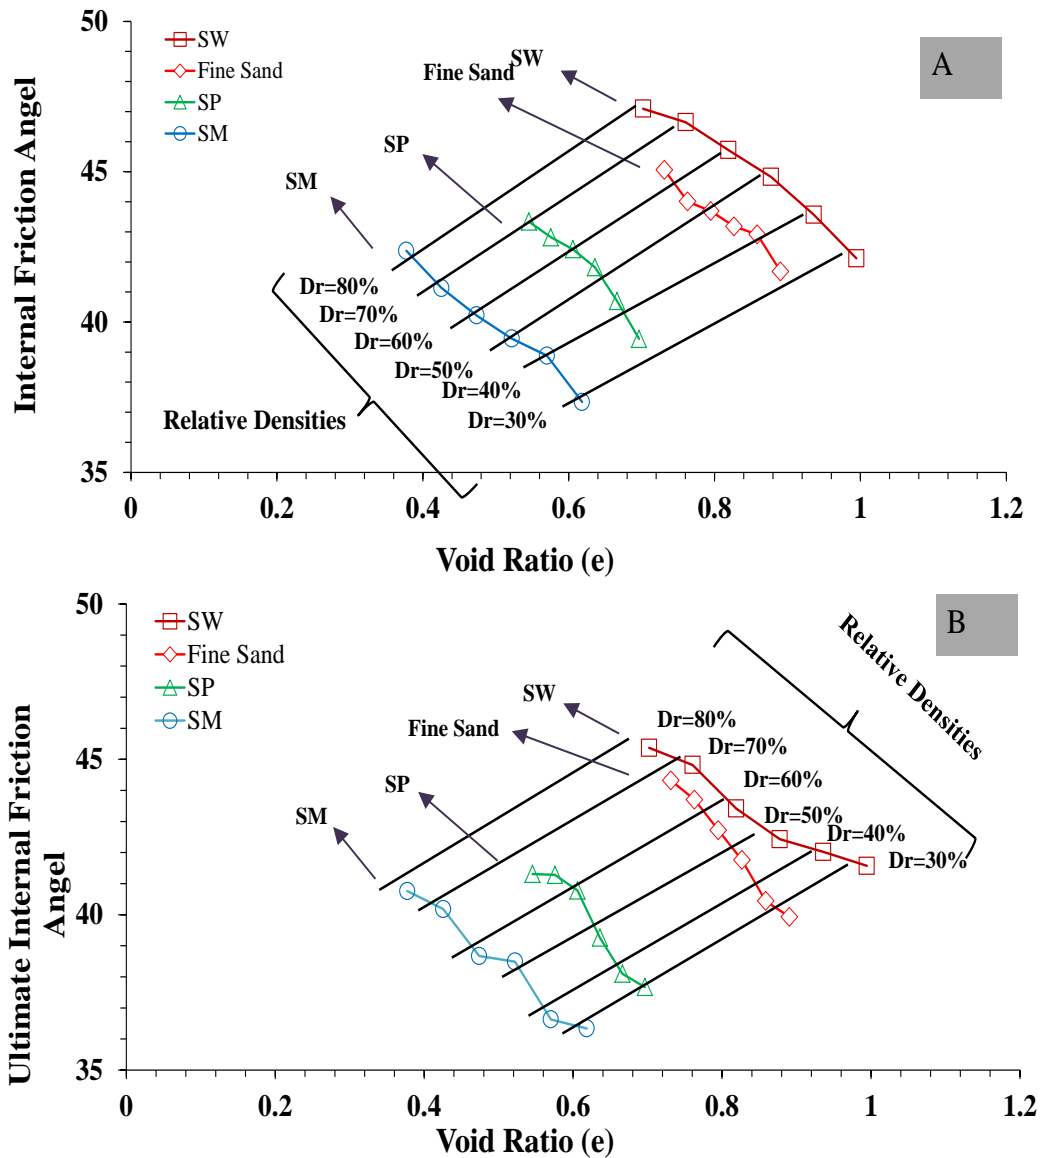 50
45
40
35
Internal Friction Angel
SW
Fine Sand
SP
SM
A
SW
Fine Sand
SP
SM
Dr=80%
Dr=70%
Dr=60%
Dr=50%
Dr=40%
Dr=30%
Relative Densities
0 0.2 0.4 0.6 0.8 1 1.2
Void Ratio (e)
50
45
40
35
Ultimate Internal Friction
Angel
SW
Fine Sand
SP
SM
B
Relative Densities
SW
Fine Sand
SP
SM
Dr=80%
Dr=70%
Dr=60%
Dr=50%
Dr=40%
Dr=30%
0 0.2 0.4 0.6 0.8 1 1.2
Void Ratio (e)